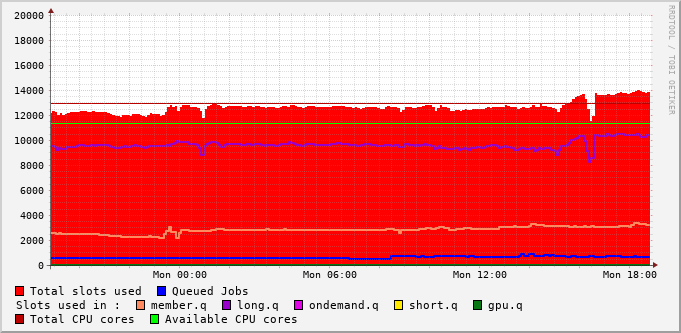 RRDTOOL / TOBI OETIKER
20000
18000
16000
14000
12000
10000
8000
6000
4000
2000
0
Mon 00:00 Mon 06:00 Mon 12:00 Mon 18:00
Total slots used Queued Jobs
Slots used in : member.q long.q ondemand.q short.q gpu.q
Total CPU cores Available CPU cores